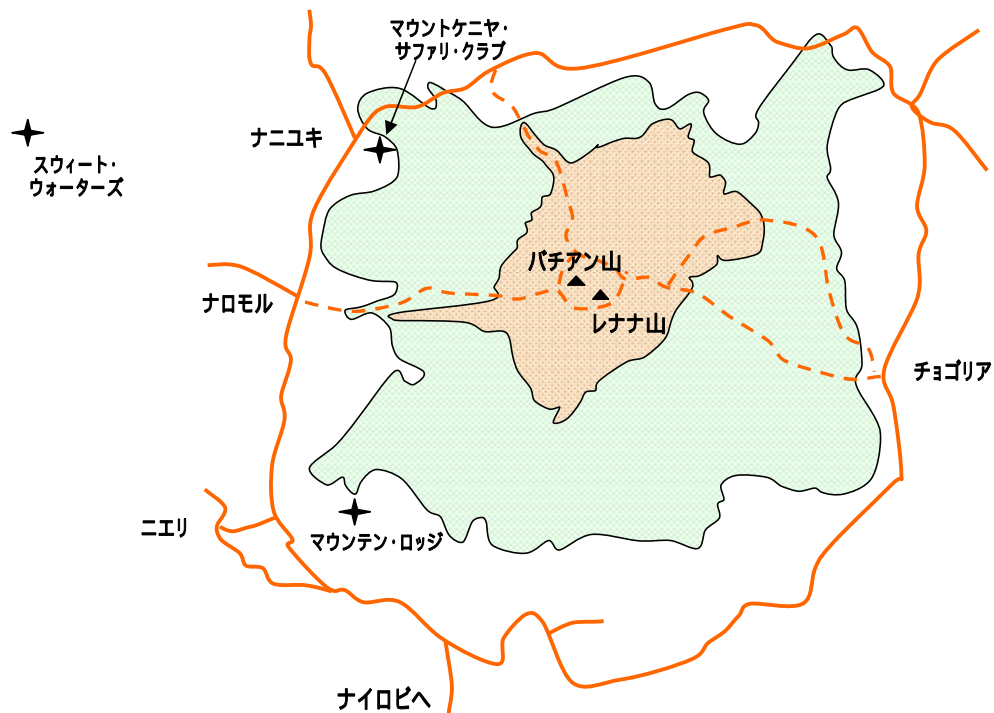 マウントケニヤ・
サファリ・クラブ
ナニユキ
スウィート・
ウォーターズ
バチアン山
ナロモル
レナナ山
チョゴリア
ニエリ
マウンテン・ロッジ
ナイロビへ